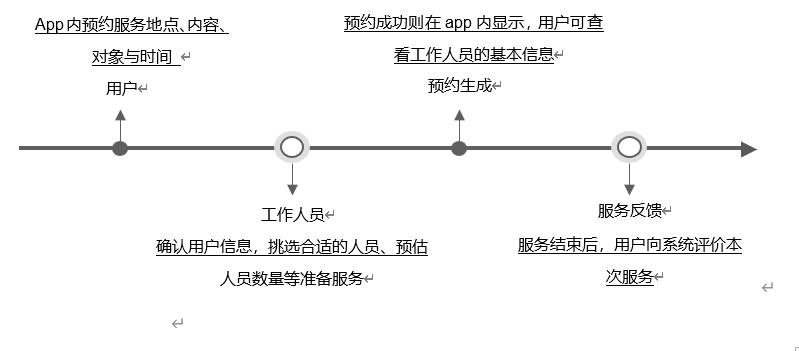 App内预约服务地点、内容、
对象与时间
用户
预约成功则在 app 内显示，用户可查
看工作人员的基本信息
预约生成
工作人员
确认用户信息，挑选合适的人员、预估
人员数量等准备服务
服务反馈
服务结束后，用户向系统评价本
次服务